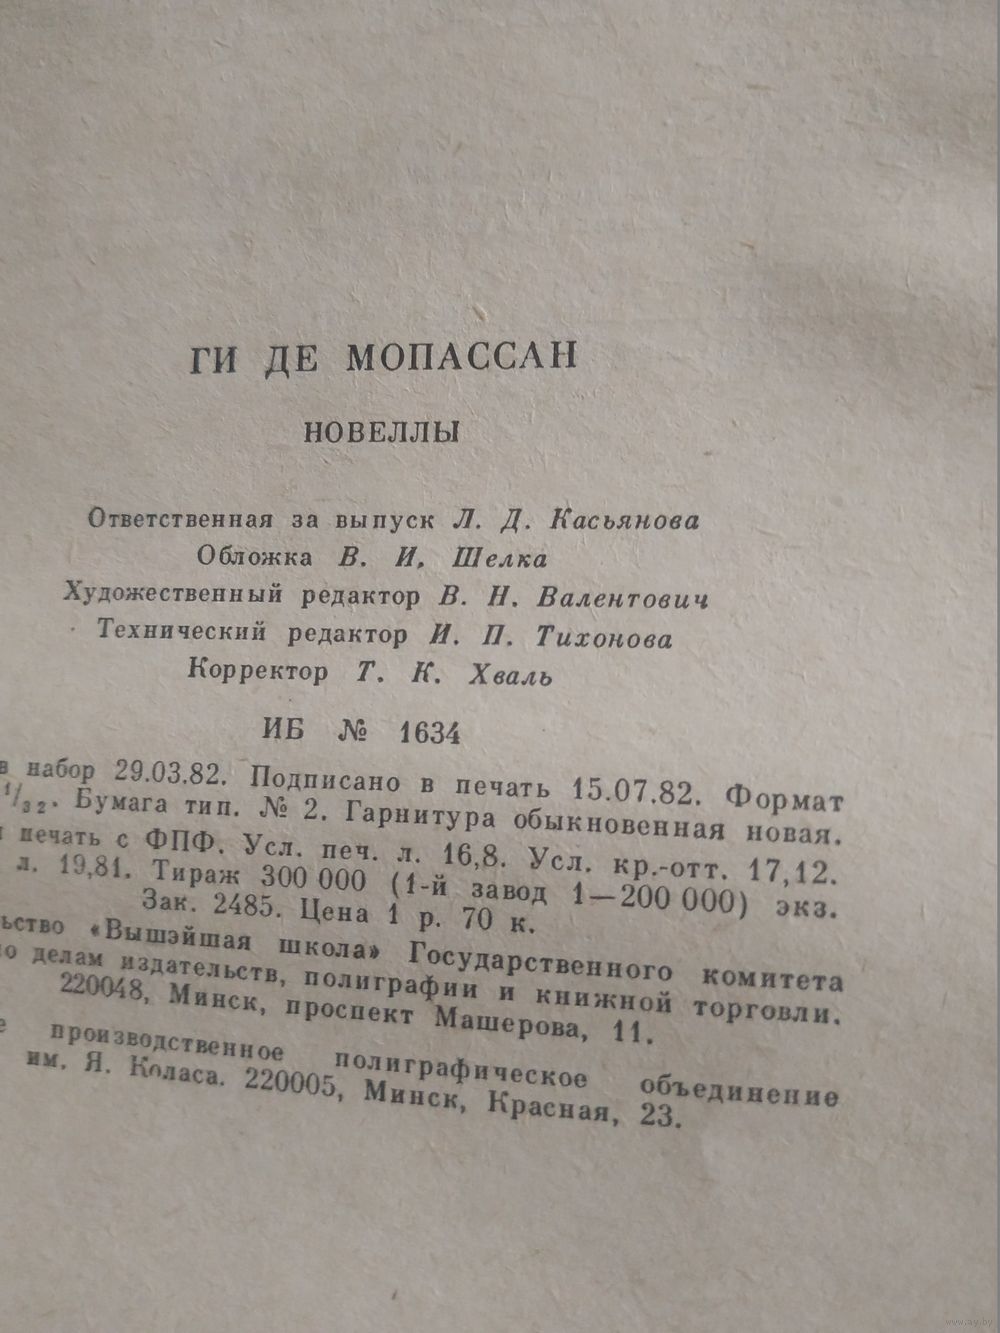 ГИ ДЕ МОПАССАН
НОВЕЛЛЫ
Ответственная за выпуск Л. Д. Касьянова
Обложка В. И. Шелка
Художественный редактор В. Н. Валентович
Технический редактор И. П. Тихонова
Корректор Т. К. Хваль
ИБ № 1634
в набор 29.03.82. Подписано в печать 15.07.82. Формат
1/32. Бумага тип. № 2. Гарнитура обыкновенная новая.
печать с ФПФ. Усл. печ. л. 16,8. Усл. кр.-отт. 17,12.
л. 19,81. Тираж 300 000 (1-й завод 1—200 000) экз.
Зак. 2485. Цена 1 р. 70 к.
ьство «Вышэйшая школа» Государственного комитета
о делам издательств, полиграфии и книжной торговли.
220048, Минск, проспект Машерова, 11.
е производственное полиграфическое объединение
им. Я. Коласа. 220005, Минск, Красная, 23.
www.ay.by